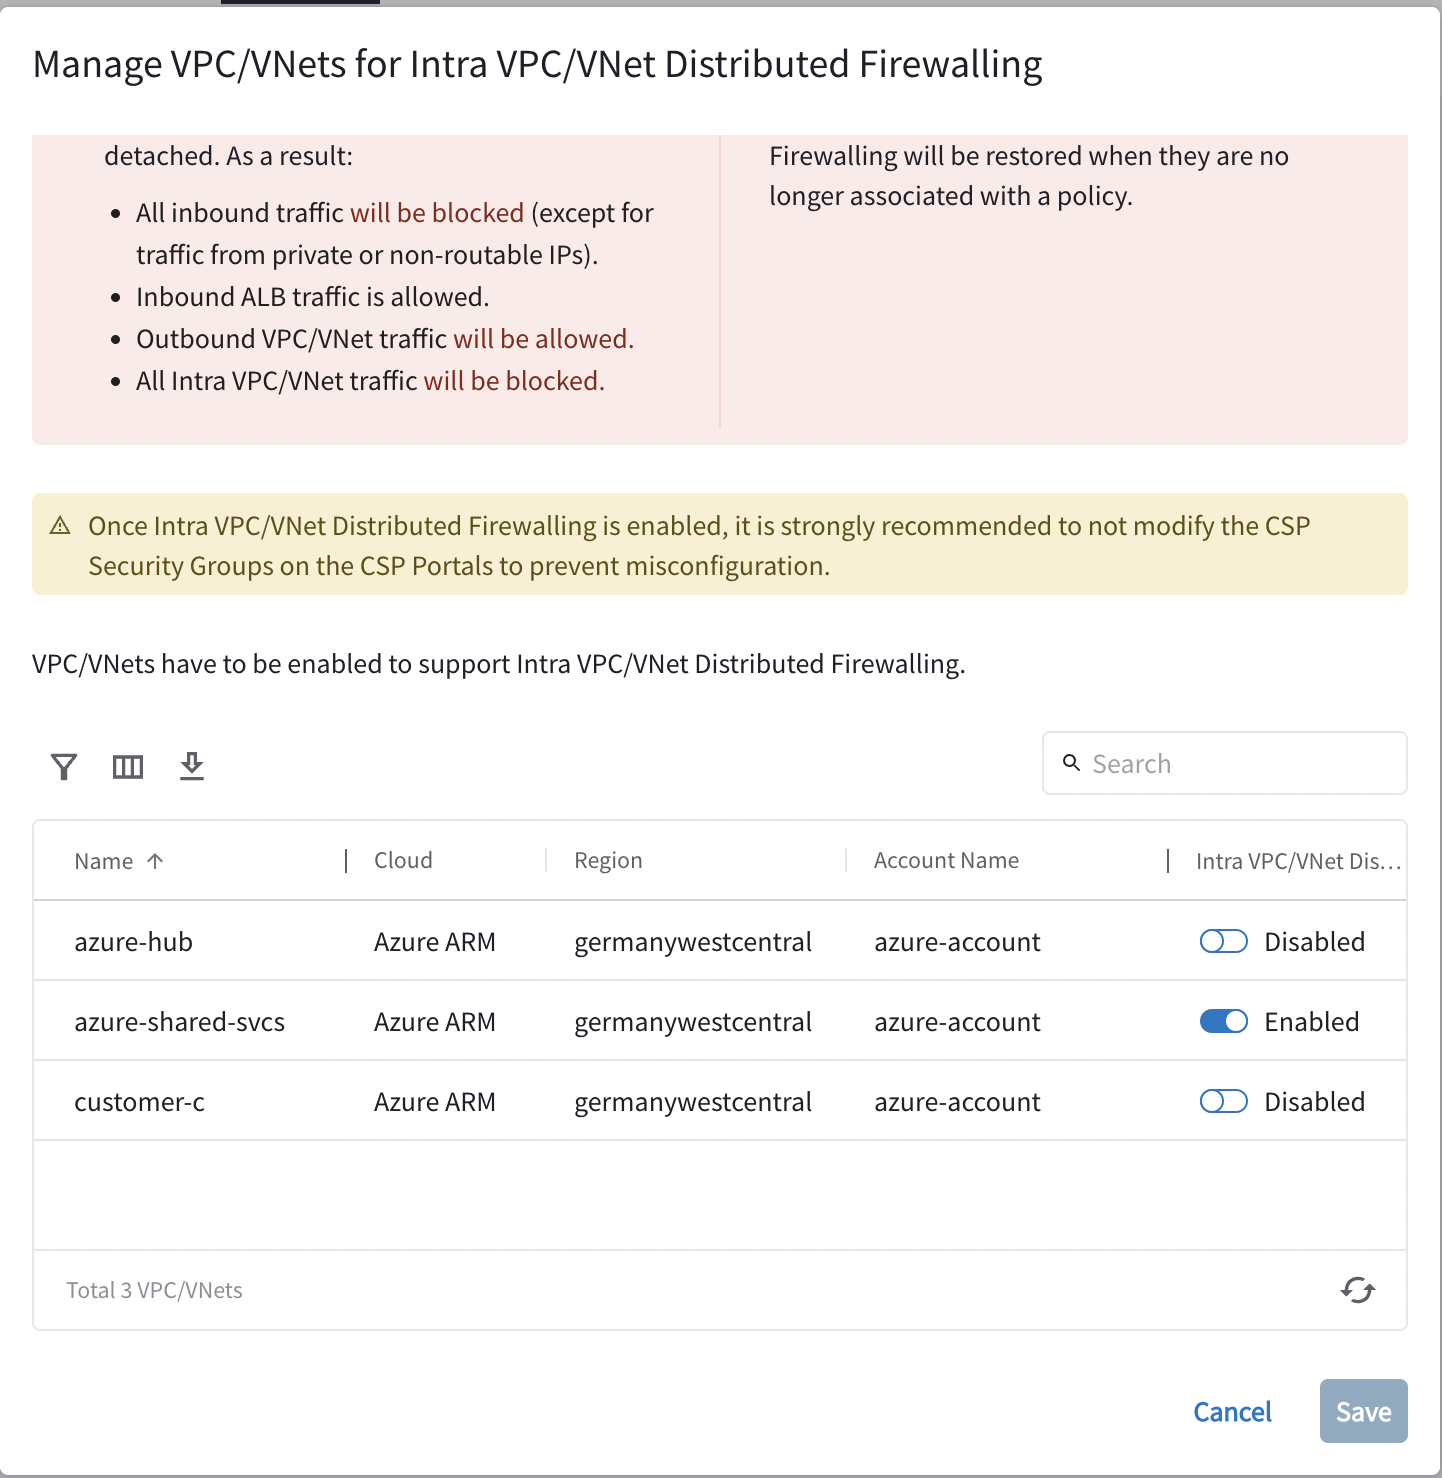 Manage VPC/VNets for Intra VPC/VNet Distributed Firewalling
detached. As a result:
• All inbound traffic will be blocked (except for
traffic from private or non-routable IPs).
• Inbound ALB traffic is allowed.
• Outbound VPC/VNet traffic will be allowed.
• All Intra VPC/VNet traffic will be blocked.
Firewalling will be restored when they are no
longer associated with a policy.
Once Intra VPC/VNet Distributed Firewalling is enabled, it is strongly recommended to not modify the CSP
Security Groups on the CSP Portals to prevent misconfiguration.
VPC/VNets have to be enabled to support Intra VPC/VNet Distributed Firewalling.
Search
Name Cloud Region Account Name Intra VPC/VNet Dis...
azure-hub Azure ARM germanywestcentral azure-account Disabled
azure-shared-svcs Azure ARM germanywestcentral azure-account Enabled
customer-c Azure ARM germanywestcentral azure-account Disabled
Total 3 VPC/VNets
Cancel Save